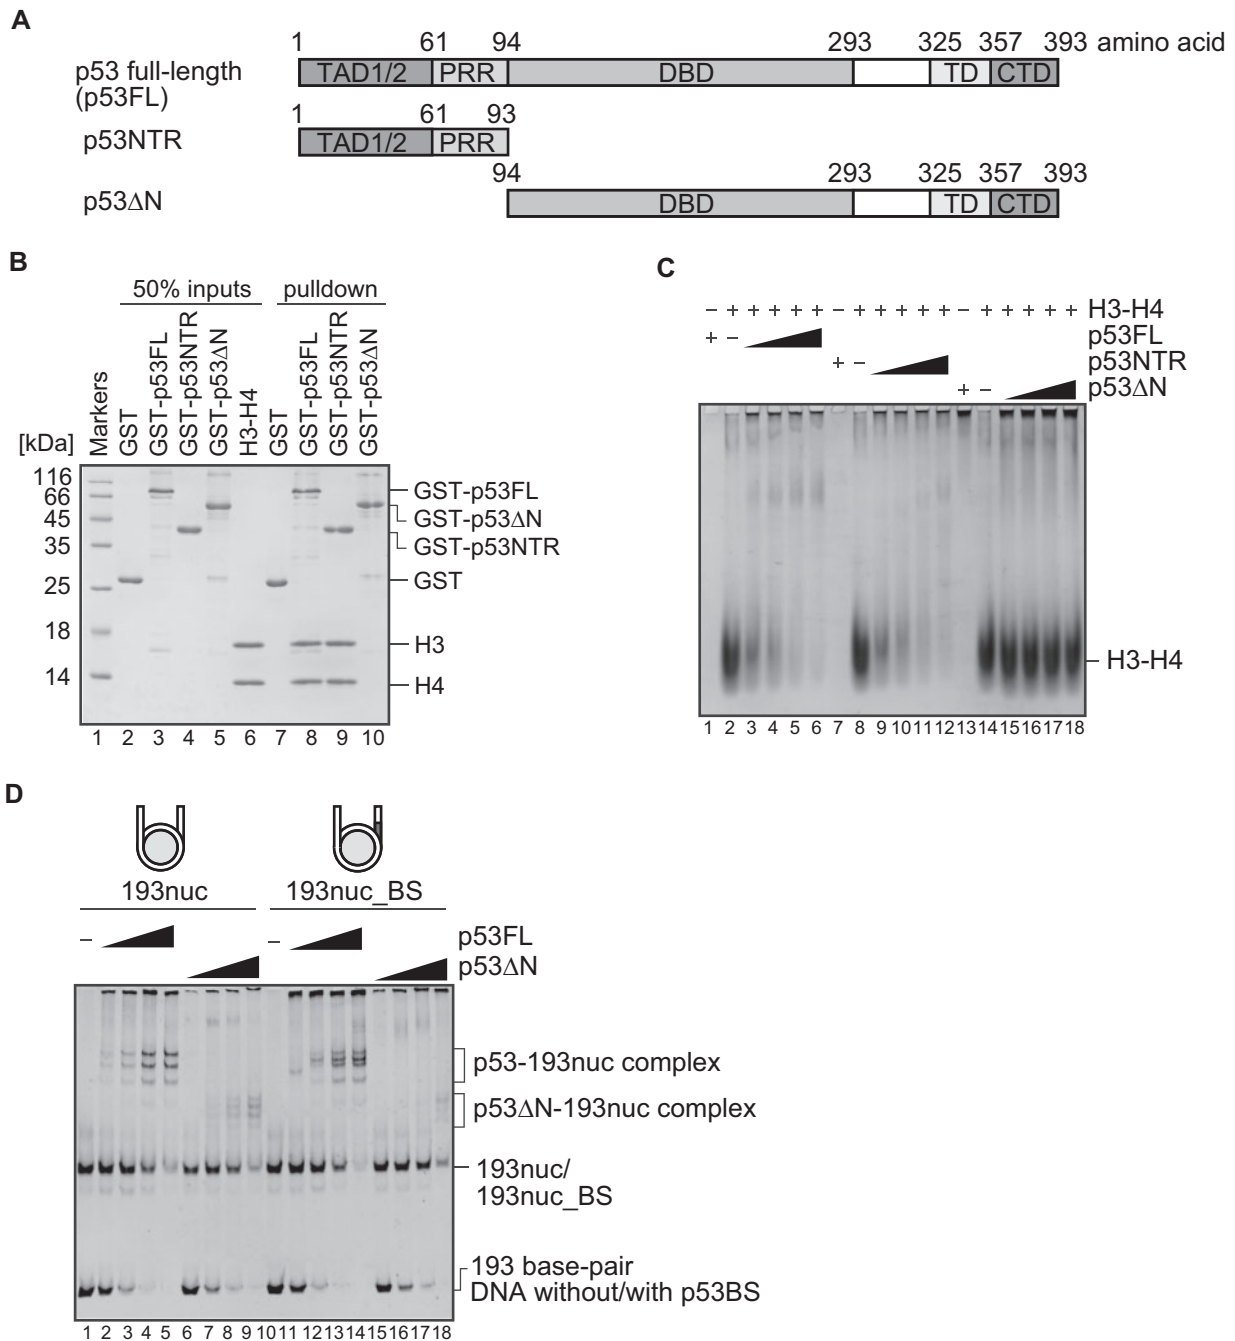 A
1 61 94 293 325 357 393 amino acid
p53 full-length
(p53FL)
TAD1/2 PRR DBD TD CTD
1 61 93
p53NTR
TAD1/2 PRR
94 293 325 357 393
p53ΔN
DBD TD CTD
B
50% inputs pulldown
[kDa]
Markers
GST
GST-p53FL
GST-p53NTR
GST-p53ΔN
H3-H4
GST
GST-p53FL
GST-p53NTR
GST-p53ΔN
116
66
45
35
25
18
14
GST-p53FL
GST-p53ΔN
GST-p53NTR
GST
H3
H4
1 2 3 4 5 6 7 8 9 10
C
− + + + + + − + + + + + − + + + + + H3-H4
+ − p53FL
+ − p53NTR
+ − p53ΔN
H3-H4
1 2 3 4 5 6 7 8 9 10 11 12 13 14 15 16 17 18
D
193nuc 193nuc_BS
− − p53FL
p53ΔN
p53-193nuc complex
p53ΔN-193nuc complex
193nuc/
193nuc_BS
193 base-pair
DNA without/with p53BS
1 2 3 4 5 6 7 8 9 10 11 12 13 14 15 16 17 18